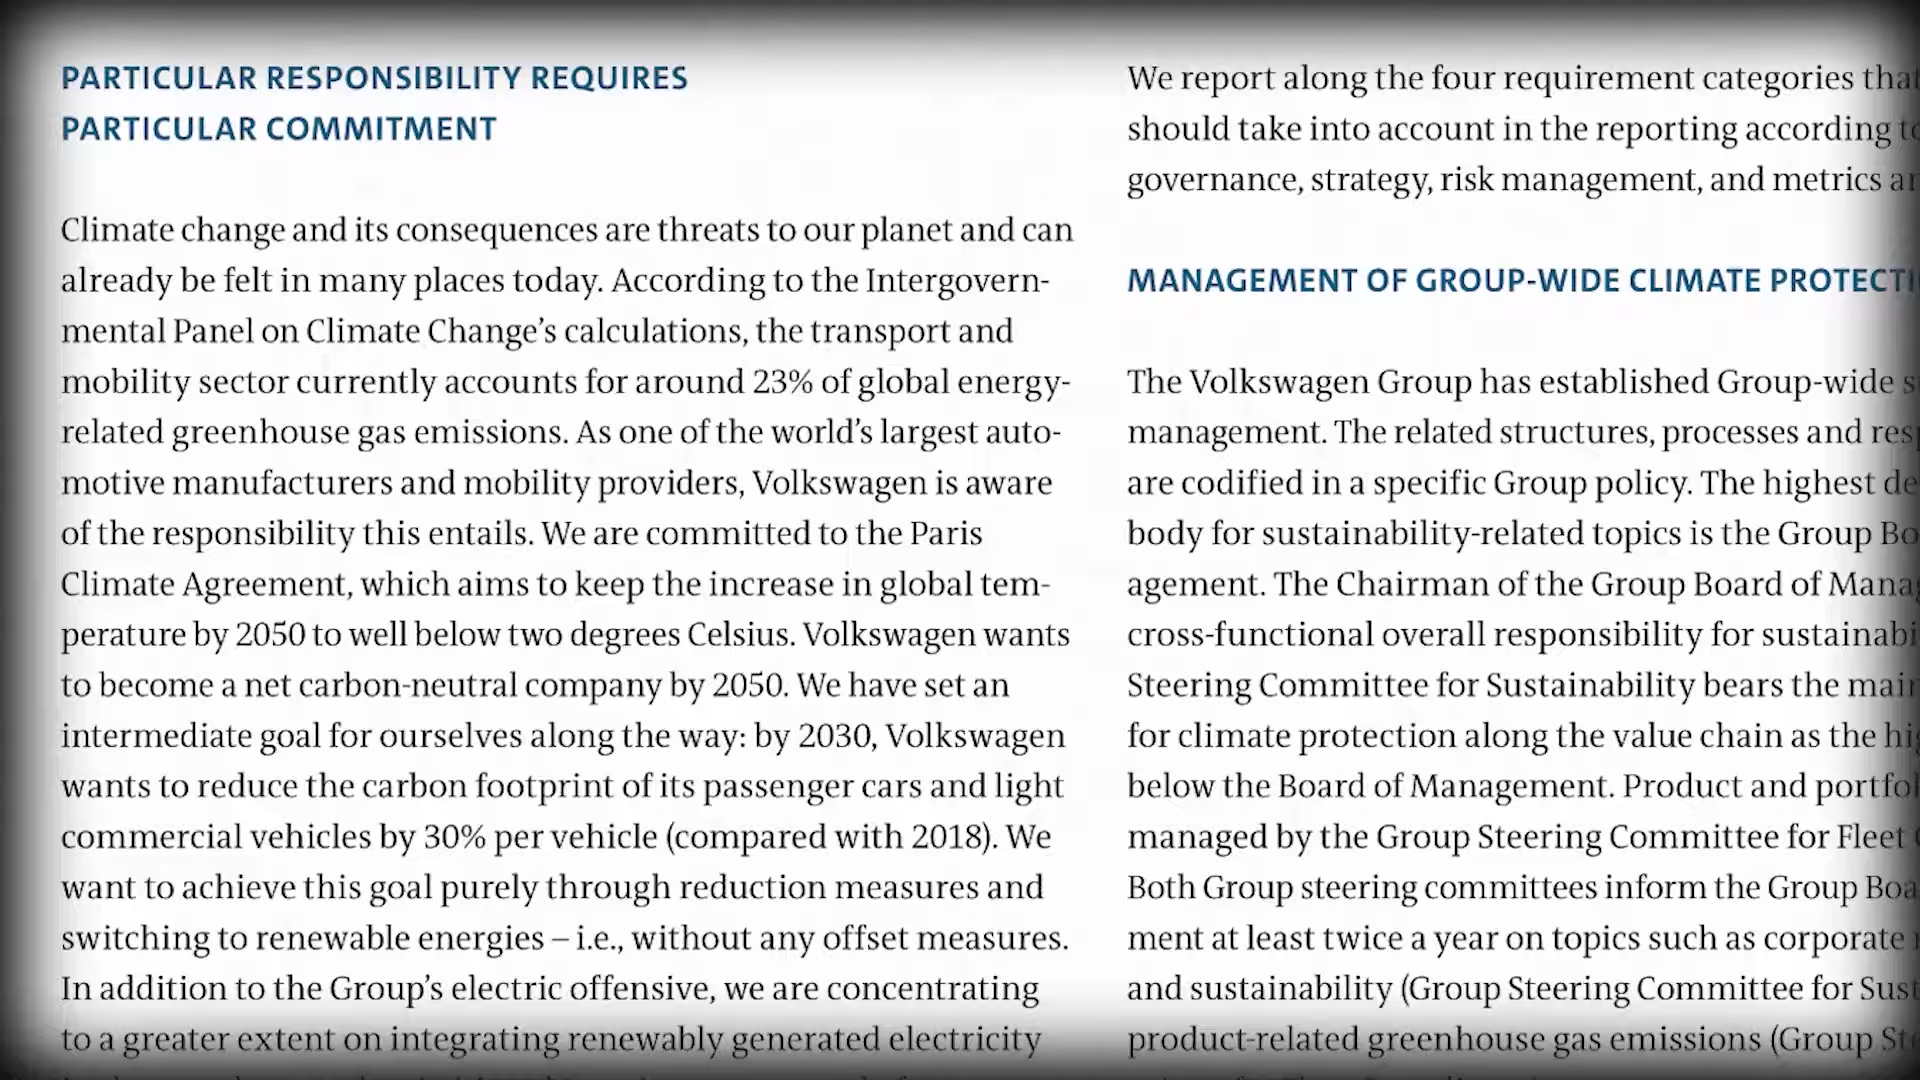 PARTICULAR RESPONSIBILITY REQUIRES
PARTICULAR COMMITMENT
Climate change and its consequences are threats to our planet and can
already be felt in many places today. According to the Intergovern-
mental Panel on Climate Change’s calculations, the transport and
mobility sector currently accounts for around 23% of global energy-
related greenhouse gas emissions. As one of the world’s largest auto-
motive manufacturers and mobility providers, Volkswagen is aware
of the responsibility this entails. We are committed to the Paris
Climate Agreement, which aims to keep the increase in global tem-
perature by 2050 to well below two degrees Celsius. Volkswagen wants
to become a net carbon-neutral company by 2050. We have set an
intermediate goal for ourselves along the way: by 2030, Volkswagen
wants to reduce the carbon footprint of its passenger cars and light
commercial vehicles by 30% per vehicle (compared with 2018). We
want to achieve this goal purely through reduction measures and
switching to renewable energies – i.e., without any offset measures.
In addition to the Group’s electric offensive, we are concentrating
to a greater extent on integrating renewably generated electricity
We report along the four requirement categories that
should take into account in the reporting according to
governance, strategy, risk management, and metrics
MANAGEMENT OF GROUP-WIDE CLIMATE
The Volkswagen Group has established Group-wide
management. The related structures, processes and
are codified in a specific Group policy. The highest
body for sustainability-related topics is the Group
agement. The Chairman of the Group Board of
cross-functional overall responsibility for
Steering Committee for Sustainability bears the
for climate protection along the value chain as the
below the Board of Management. Product and
managed by the Group Steering Committee for Fleet
Both Group steering committees inform the Group
ment at least twice a year on topics such as corporate
and sustainability (Group Steering Committee for
product-related greenhouse gas emissions (Group